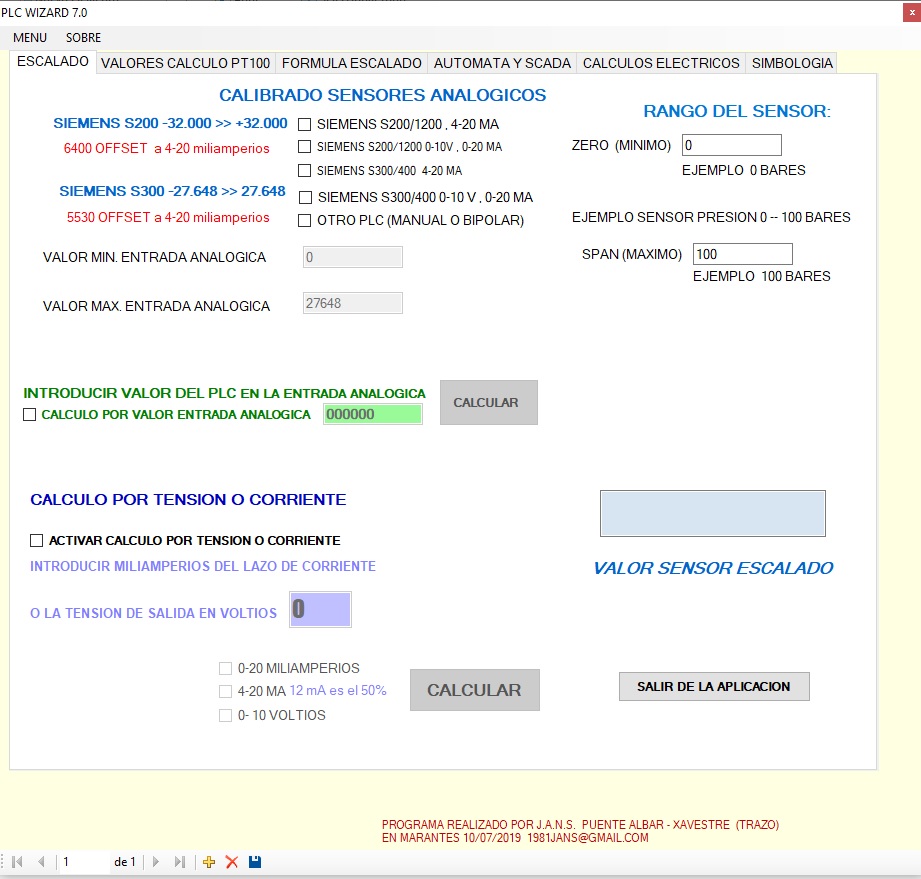 PLC WIZARD 7.0
x
MENU SOBRE
ESCALADO VALORES CALCULO PT100 FORMULA ESCALADO AUTOMATA Y SCADA CALCULOS ELECTRICOS SIMBOLOGIA
CALIBRADO SENSORES ANALOGICOS
SIEMENS S200 -32.000 >> +32.000
6400 OFFSET a 4-20 miliamperios
SIEMENS S300 -27.648 >> 27.648
5530 OFFSET a 4-20 miliamperios
SIEMENS S200/1200 , 4-20 MA
SIEMENS S200/1200 0-10V , 0-20 MA
SIEMENS S300/400 4-20 MA
SIEMENS S300/400 0-10 V , 0-20 MA
OTRO PLC (MANUAL O BIPOLAR)
VALOR MIN. ENTRADA ANALOGICA 0
VALOR MAX. ENTRADA ANALOGICA 27648
RANGO DEL SENSOR:
ZERO (MINIMO) 0
EJEMPLO 0 BARES
EJEMPLO SENSOR PRESION 0 -- 100 BARES
SPAN (MAXIMO) 100
EJEMPLO 100 BARES
INTRODUCIR VALOR DEL PLC EN LA ENTRADA ANALOGICA
CALCULO POR VALOR ENTRADA ANALOGICA 000000
CALCULAR
CALCULO POR TENSION O CORRIENTE
ACTIVAR CALCULO POR TENSION O CORRIENTE
INTRODUCIR MILIAMPERIOS DEL LAZO DE CORRIENTE
O LA TENSION DE SALIDA EN VOLTIOS 0
0-20 MILIAMPERIOS
4-20 MA 12 mA es el 50%
0- 10 VOLTIOS
CALCULAR
VALOR SENSOR ESCALADO
SALIR DE LA APLICACION
PROGRAMA REALIZADO POR J.A.N.S. PUENTE ALBAR - XAVESTRE (TRAZO)
EN MARANTES 10/07/2019 1981JANS@GMAIL.COM
1 de 1